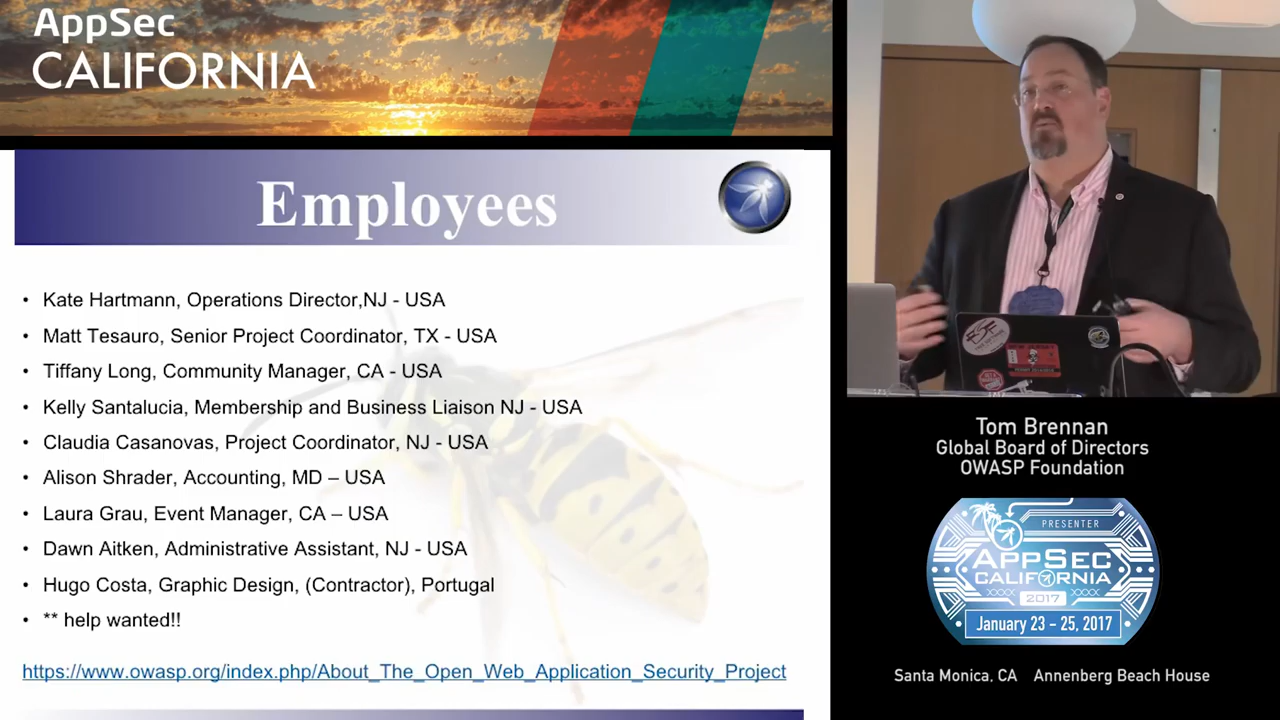 AppSec
CALIFORNIA
Employees
• Kate Hartmann, Operations Director,NJ - USA
• Matt Tesauro, Senior Project Coordinator, TX - USA
• Tiffany Long, Community Manager, CA - USA
• Kelly Santalucia, Membership and Business Liaison NJ - USA
• Claudia Casanovas, Project Coordinator, NJ - USA
• Alison Shrader, Accounting, MD – USA
• Laura Grau, Event Manager, CA – USA
• Dawn Aitken, Administrative Assistant, NJ - USA
• Hugo Costa, Graphic Design, (Contractor), Portugal
• ** help wanted!!
https://www.owasp.org/index.php/About_The_Open_Web_Application_Security_Project
NEW JERSEY
Tom Brennan
Global Board of Directors
OWASP Foundation
PRESENTER
APPSEC
CALIFORNIA
2017
January 23 – 25, 2017
Santa Monica, CA Annenberg Beach House